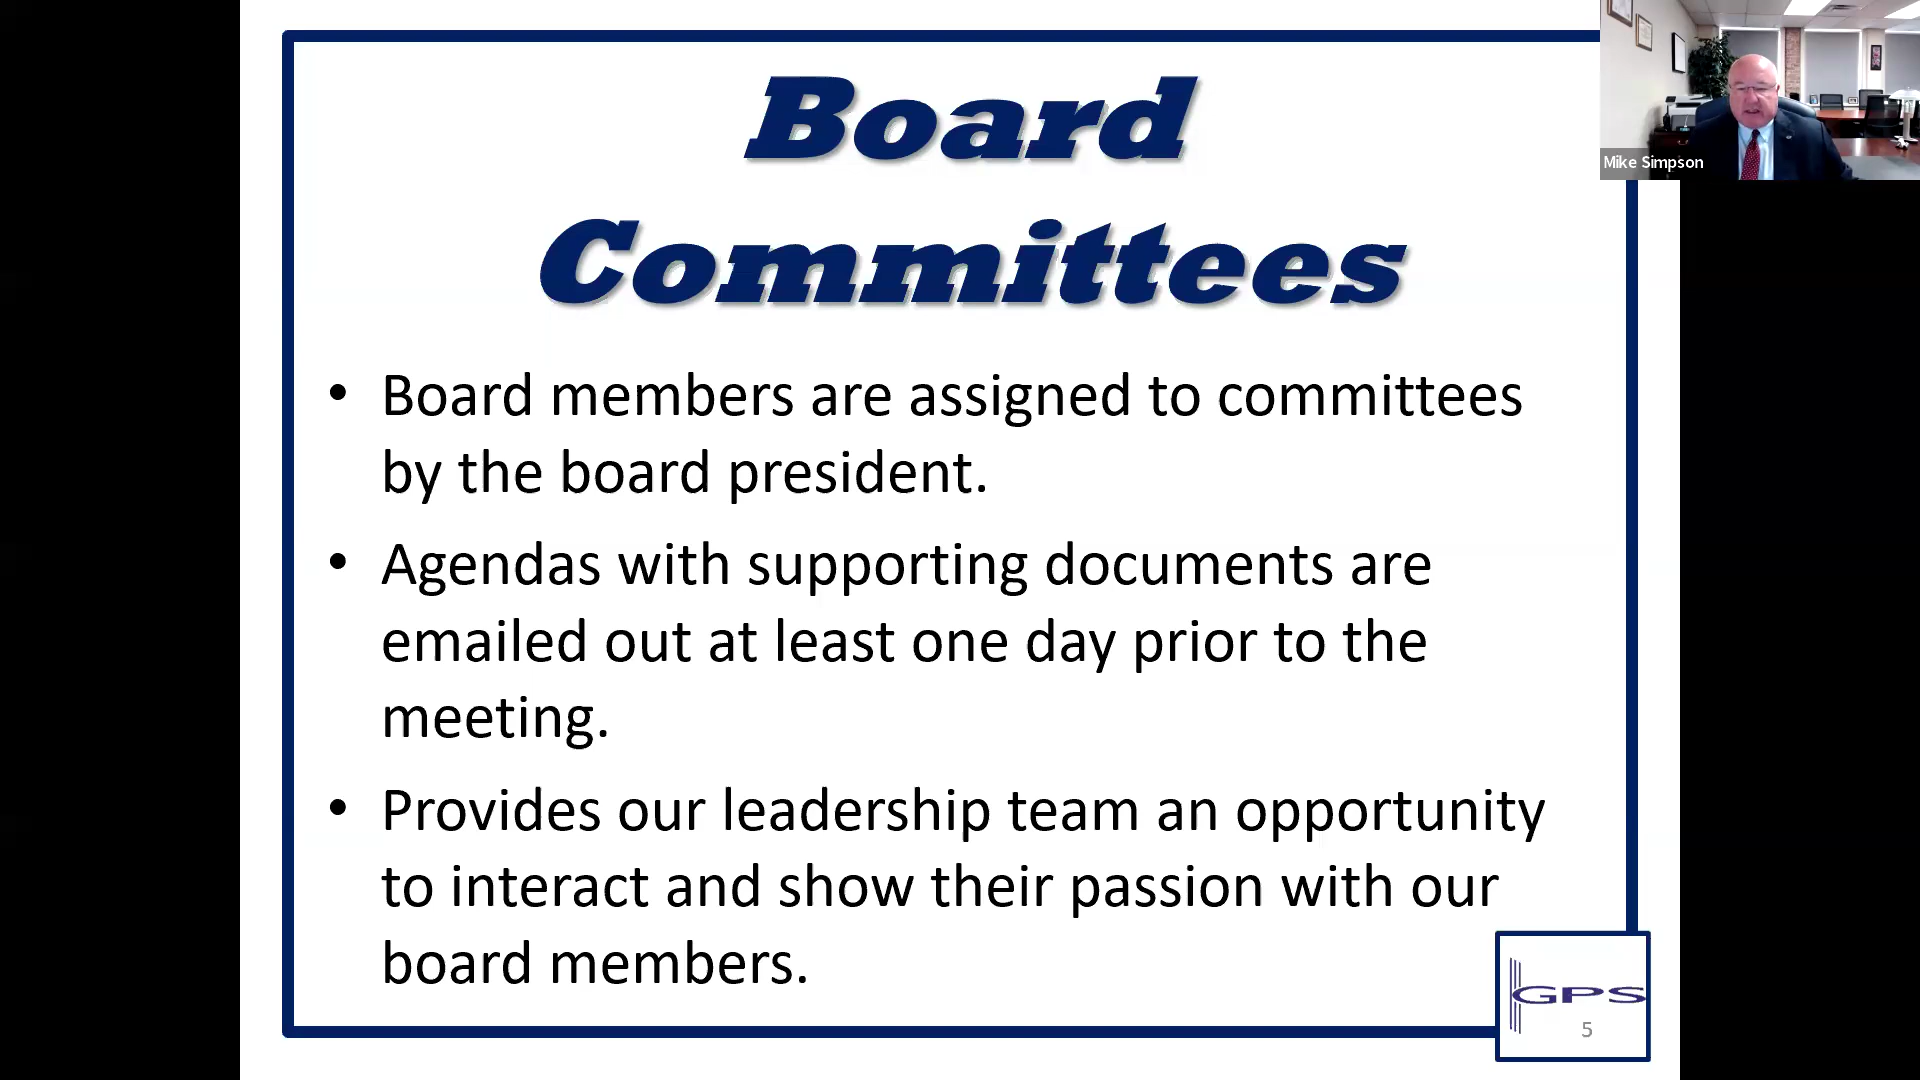 Board
Committees
Mike Simpson
• Board members are assigned to committees
by the board president.
• Agendas with supporting documents are
emailed out at least one day prior to the
meeting.
• Provides our leadership team an opportunity
to interact and show their passion with our
board members.
GPS
5